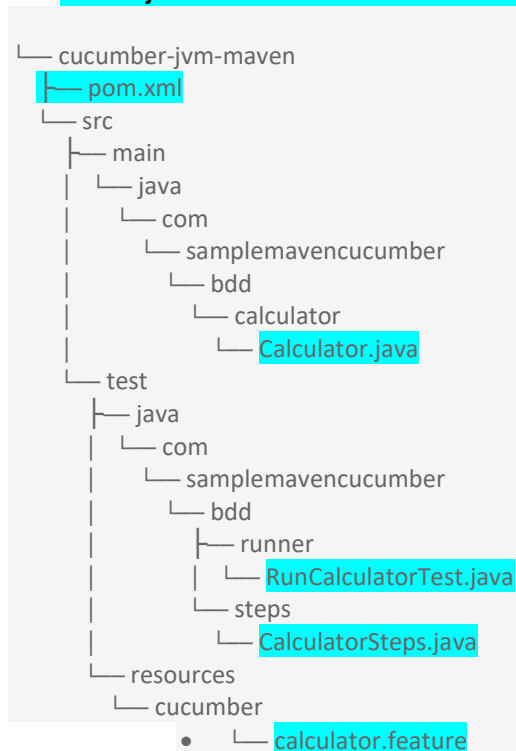 └── cucumber-jvm-maven
├── pom.xml
└── src
├── main
│ └── java
│ └── com
│ └── samplemavencucumber
│ └── bdd
│ └── calculator
│ └── Calculator.java
└── test
├── java
│ └── com
│ └── samplemavencucumber
│ └── bdd
│ ├── runner
│ │ └── RunCalculatorTest.java
│ └── steps
│ └── CalculatorSteps.java
└── resources
└── cucumber
• └── calculator.feature